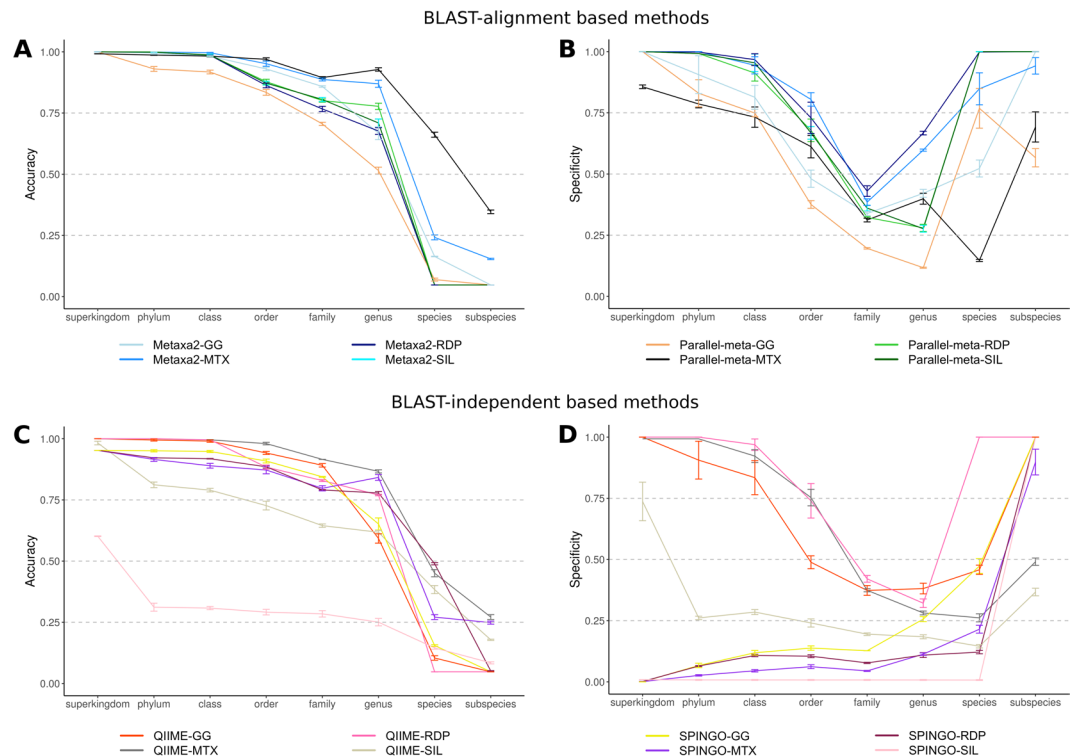 BLAST-alignment based methods
A
B
1.00
0.75
0.50
0.25
0.00
Accuracy
superkingdom phylum class order family genus species subspecies
1.00
0.75
0.50
0.25
0.00
Specificity
superkingdom phylum class order family genus species subspecies
Metaxa2-GG Metaxa2-RDP Parallel-meta-GG Parallel-meta-RDP
Metaxa2-MTX Metaxa2-SIL Parallel-meta-MTX Parallel-meta-SIL
BLAST-independent based methods
C
D
1.00
0.75
0.50
0.25
0.00
Accuracy
superkingdom phylum class order family genus species subspecies
1.00
0.75
0.50
0.25
0.00
Specificity
superkingdom phylum class order family genus species subspecies
QIIME-GG QIIME-RDP SPINGO-GG SPINGO-RDP
QIIME-MTX QIIME-SIL SPINGO-MTX SPINGO-SIL